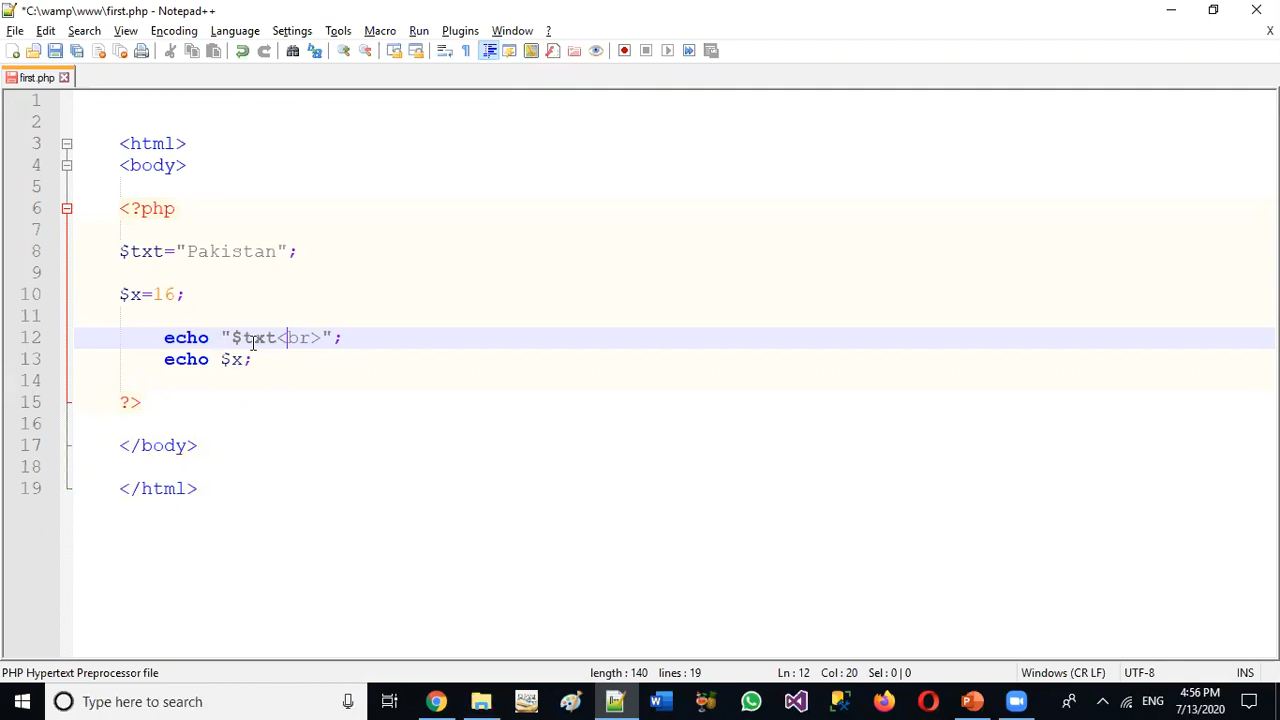 *C:\wamp\www\first.php - Notepad++
File Edit Search View Encoding Language Settings Tools Macro Run Plugins Window ? X
first.php
1
2
3 <html>
4 <body>
5
6 <?php
7
8 $txt="Pakistan";
9
10 $x=16;
11
12 echo "$txt<br>";
13 echo $x;
14
15 ?>
16
17 </body>
18
19 </html>
PHP Hypertext Preprocessor file length : 140 lines : 19 Ln : 12 Col : 20 Sel : 0 | 0 Windows (CR LF) UTF-8 INS
Type here to search ENG 4:56 PM
7/13/2020